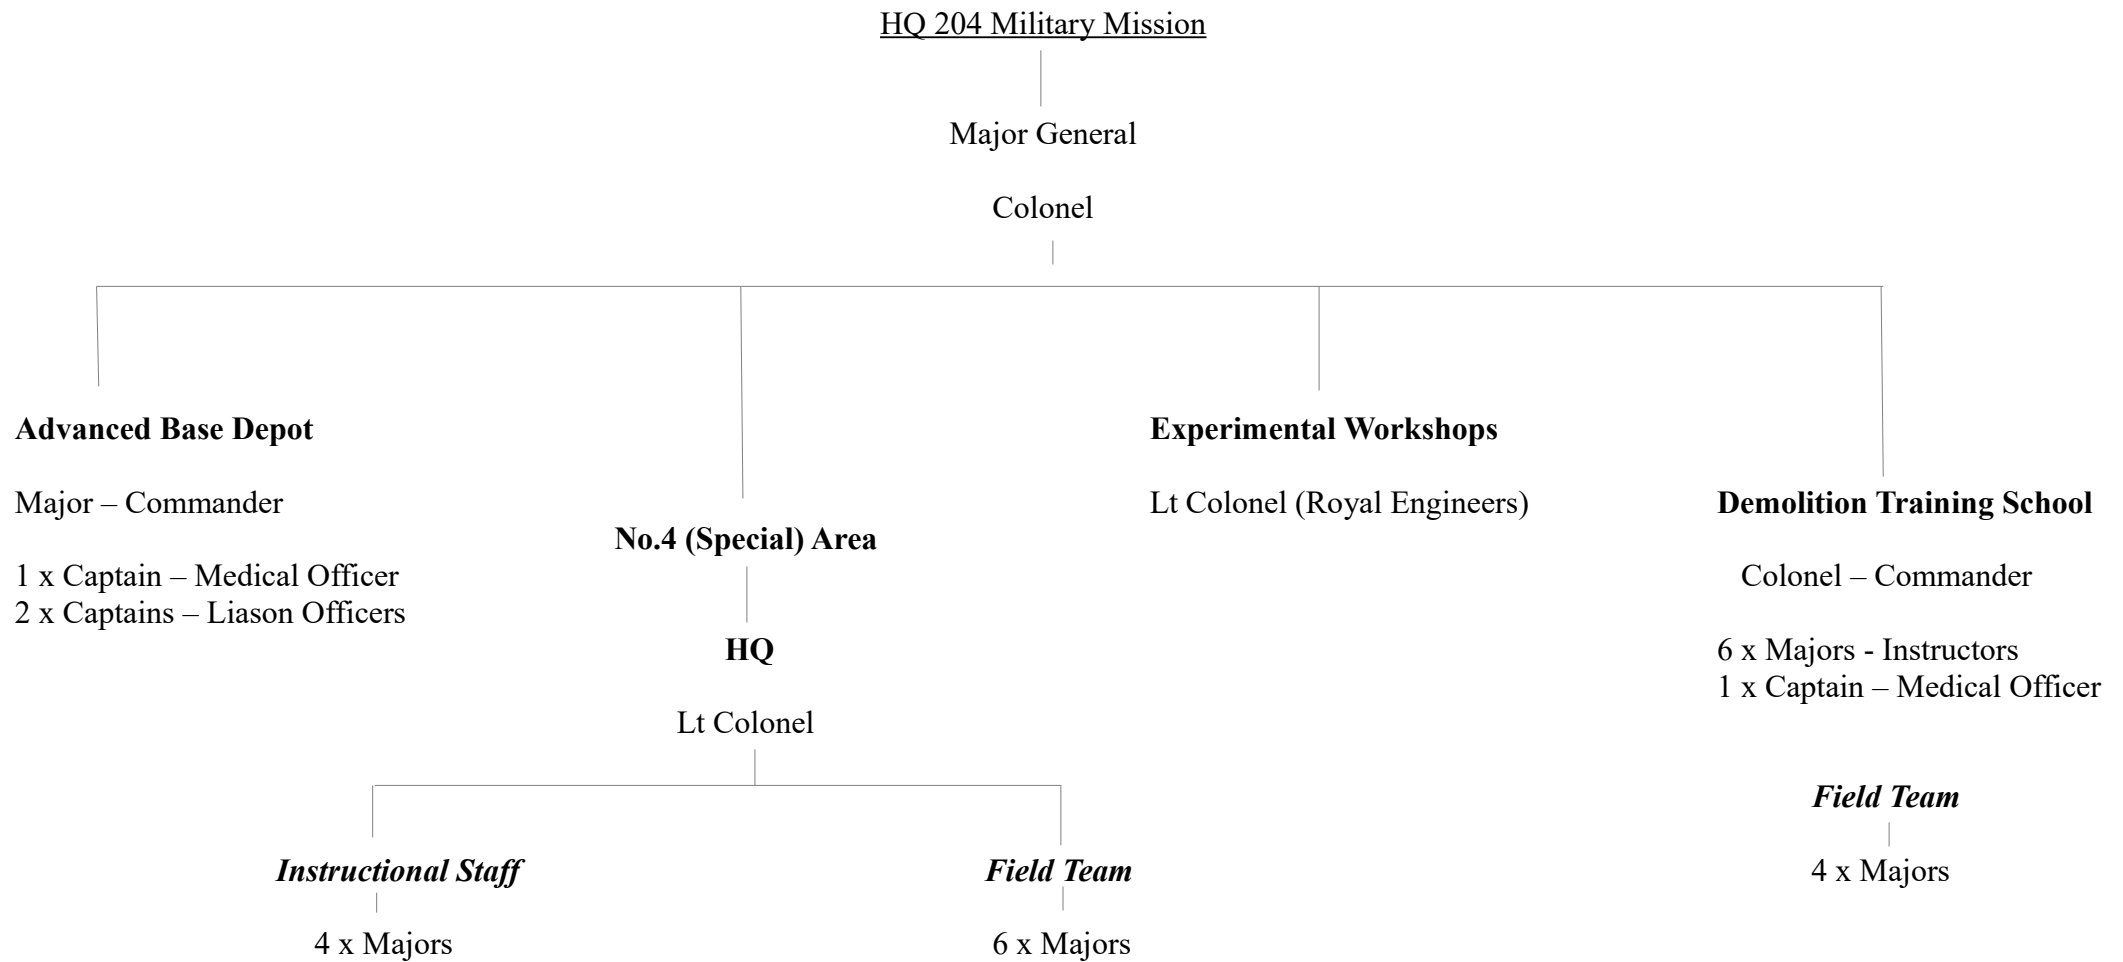 HQ 204 Military Mission
Major General
Colonel
Advanced Base Depot
Major – Commander
1 x Captain – Medical Officer
2 x Captains – Liason Officers
No.4 (Special) Area
HQ
Lt Colonel
Instructional Staff
4 x Majors
Field Team
6 x Majors
Experimental Workshops
Lt Colonel (Royal Engineers)
Demolition Training School
Colonel – Commander
6 x Majors - Instructors
1 x Captain – Medical Officer
Field Team
4 x Majors